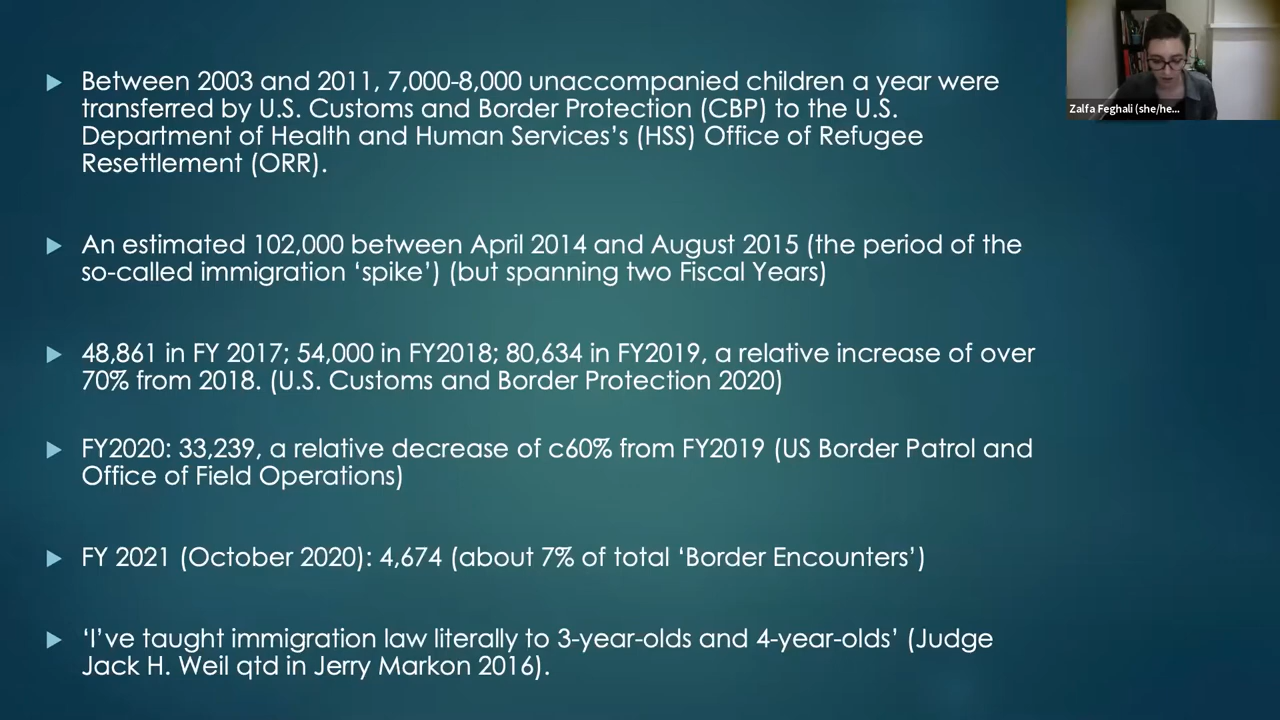 Between 2003 and 2011, 7,000-8,000 unaccompanied children a year were
transferred by U.S. Customs and Border Protection (CBP) to the U.S.
Department of Health and Human Services's (HSS) Office of Refugee
Resettlement (ORR).
An estimated 102,000 between April 2014 and August 2015 (the period of the
so-called immigration ‘spike’) (but spanning two Fiscal Years)
48,861 in FY 2017; 54,000 in FY2018; 80,634 in FY2019, a relative increase of over
70% from 2018. (U.S. Customs and Border Protection 2020)
FY2020: 33,239, a relative decrease of c60% from FY2019 (US Border Patrol and
Office of Field Operations)
FY 2021 (October 2020): 4,674 (about 7% of total ‘Border Encounters’)
‘I’ve taught immigration law literally to 3-year-olds and 4-year-olds’ (Judge
Jack H. Weil qtd in Jerry Markon 2016).
Zalfa Feghali (she/he...